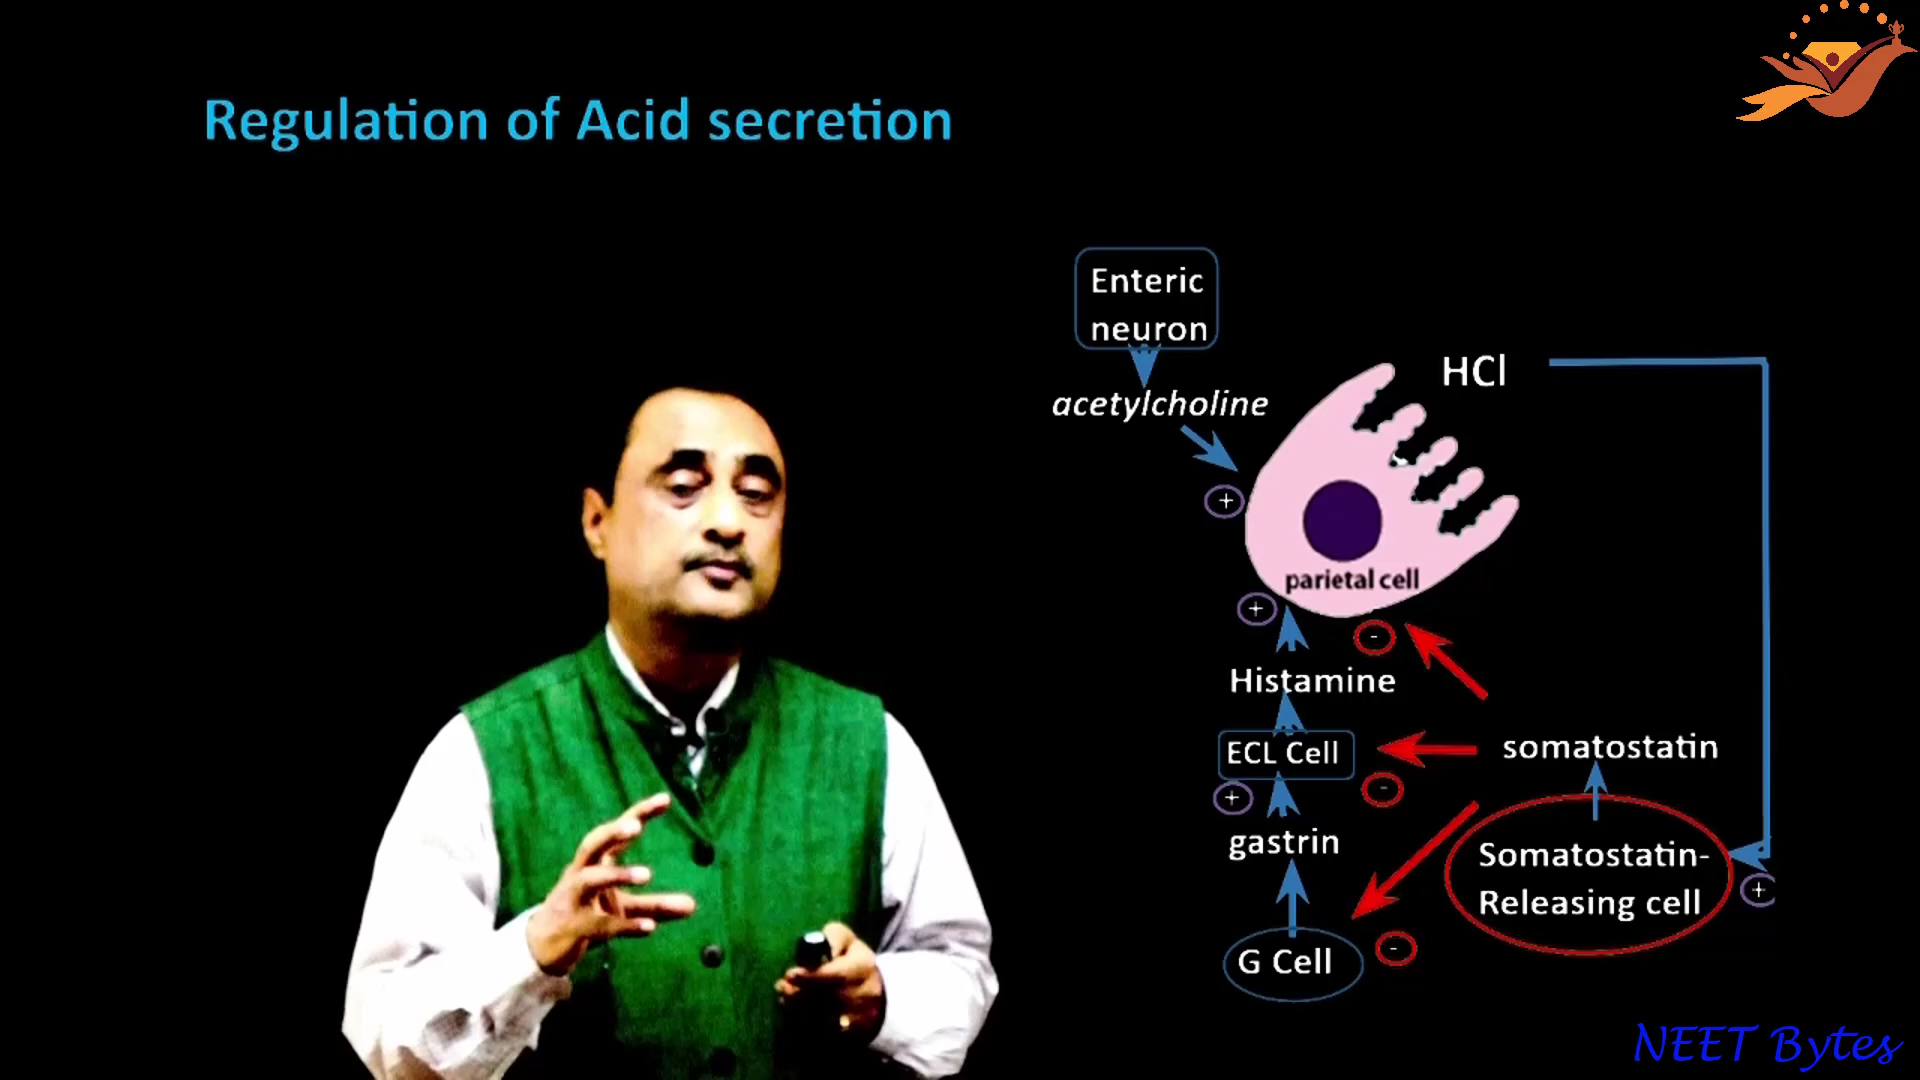 Regulation of Acid secretion
Enteric
neuron
acetylcholine
HCl
+
parietal cell
+
-
Histamine
ECL Cell
somatostatin
+
-
gastrin
Somatostatin-
Releasing cell
+
G Cell
-
NEET Bytes